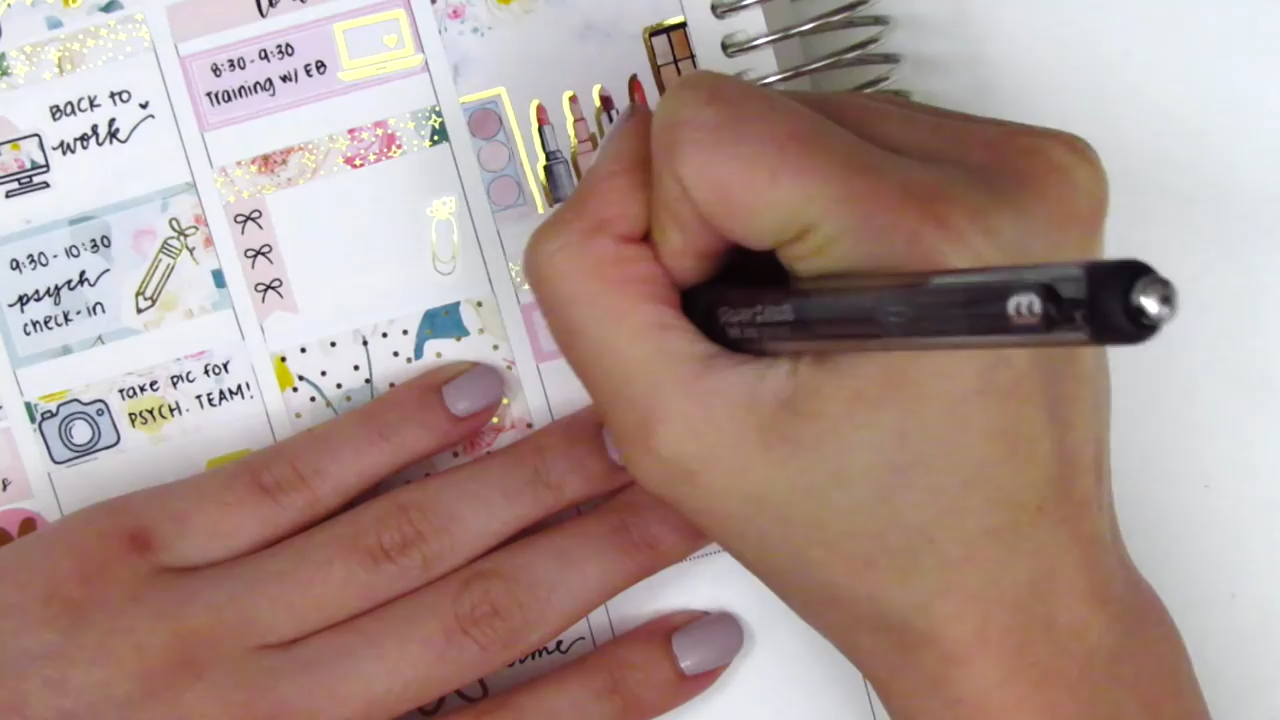 8:30-9:30
Training w/ EB
BACK TO
work
9:30-10:30
psych
check-in
Take pic for
PSYCH. TEAM!